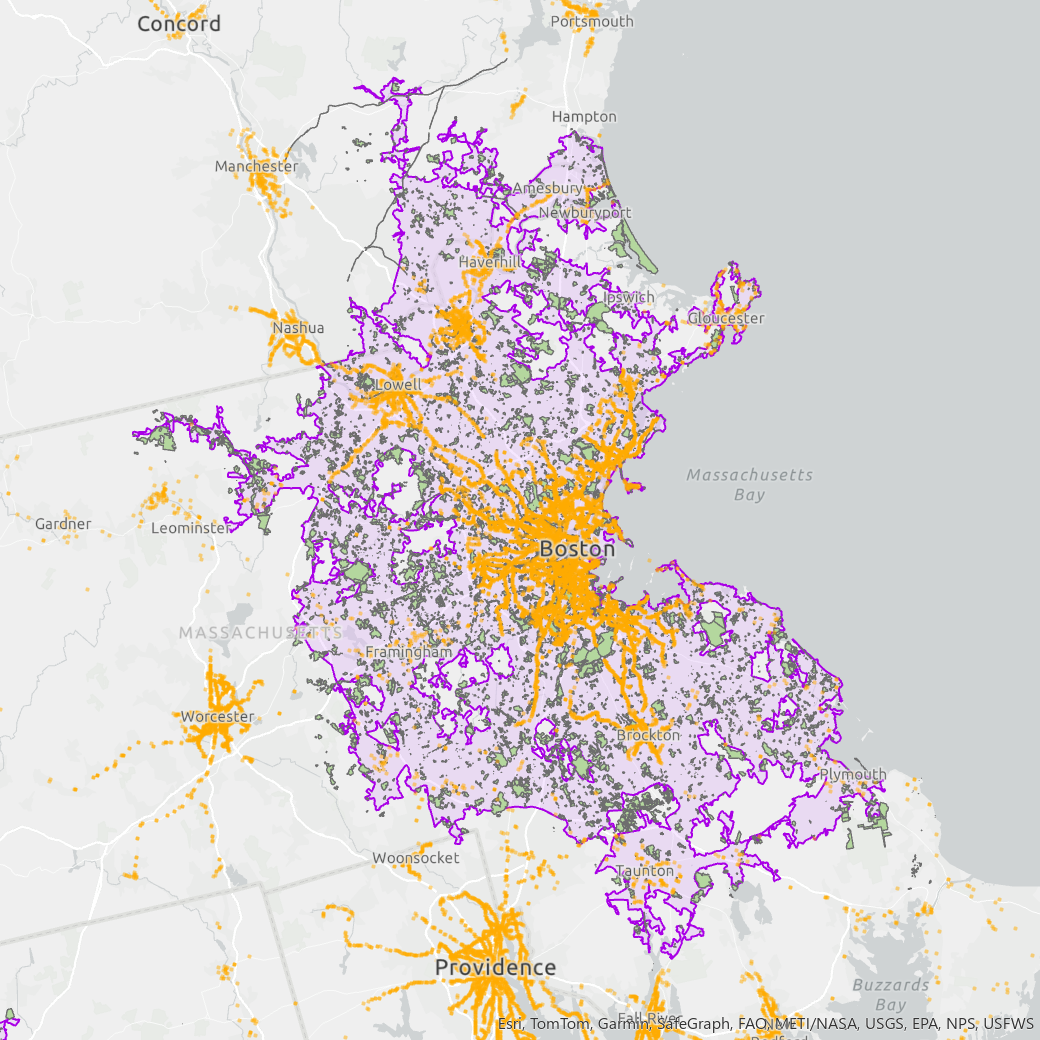 Concord
Portsmouth
Hampton
Manchester
Amesbury
Newburyport
Haverhill
Ipswich
Gloucester
Nashua
Lowell
Massachusetts
Bay
Gardner
Leominster
Boston
MASSACHUSETTS
Framingham
Worcester
Brockton
Plymouth
Woonsocket
Taunton
Providence
Buzzards
Bay
Fall River
Esri, TomTom, Garmin, SafeGraph, FAO, METI/NASA, USGS, EPA, NPS, USFWS